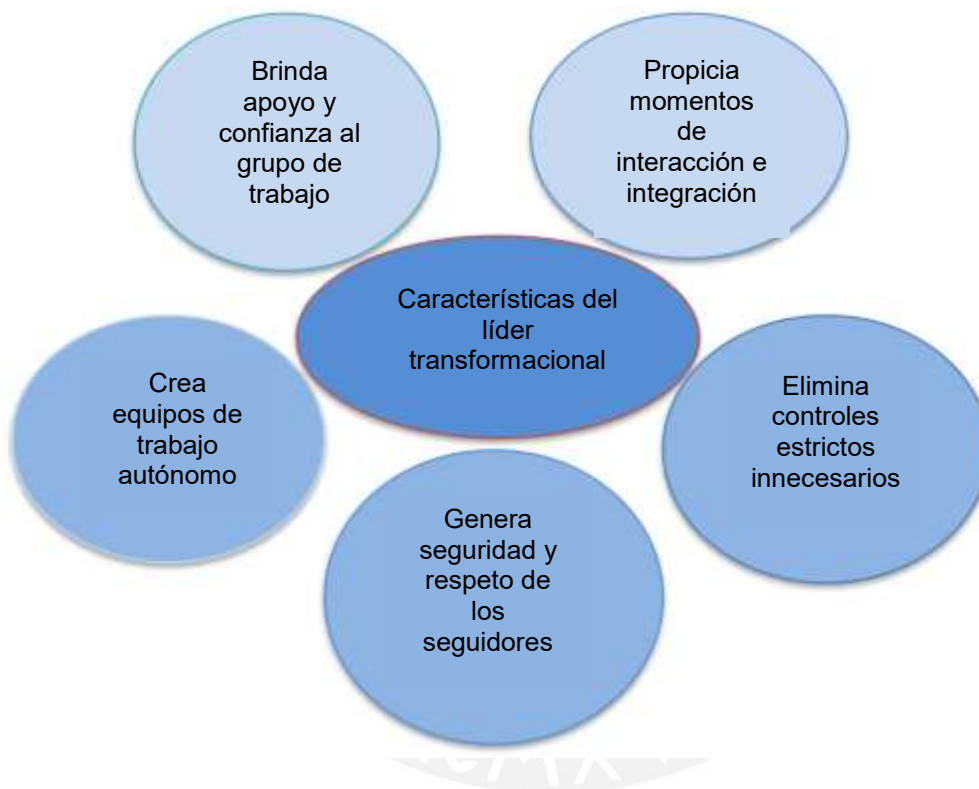 Brinda
apoyo y
confianza al
grupo de
trabajo
Propicia
momentos
de
interacción e
integración
Característicias del
líder
transformacional
Crea
equipos de
trabajo
autónomo
Elimina
controles
estrictos
innecesarios
Genera
seguridad y
respeto de
los
seguidores